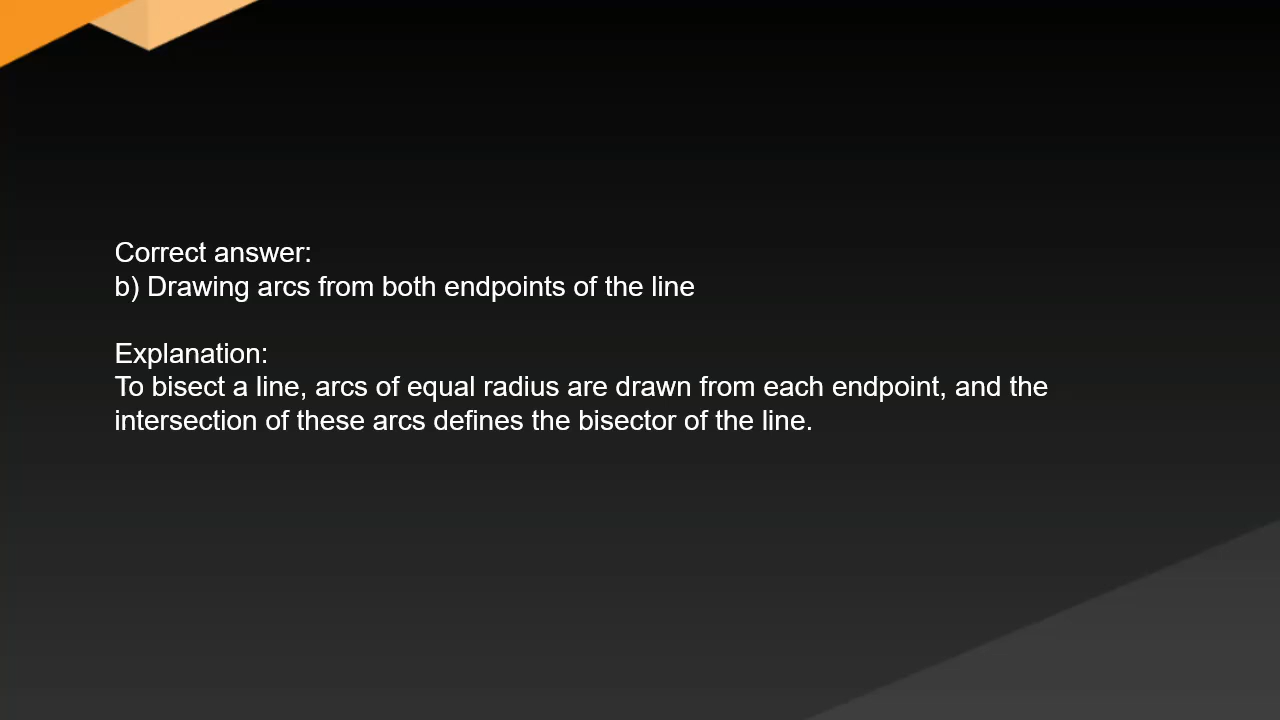 Correct answer:
b) Drawing arcs from both endpoints of the line
Explanation:
To bisect a line, arcs of equal radius are drawn from each endpoint, and the
intersection of these arcs defines the bisector of the line.